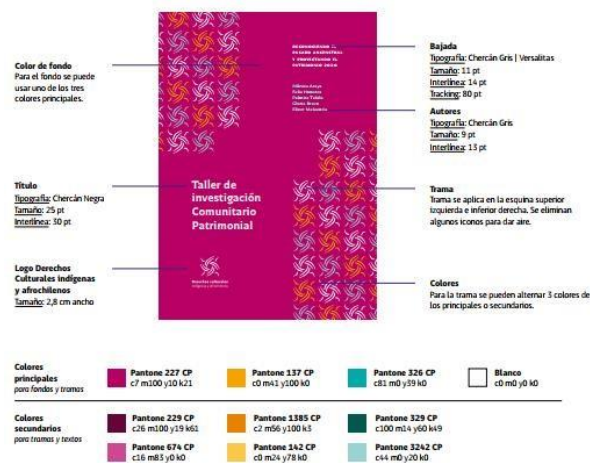 Color de fondo
Para el fondo se puede
usar uno de los tres
colores principales.
Título
Tipografía: Chercán Negra
Tamaño: 25 pt
Interlínea: 30 pt
Logo Derechos
Culturales indígenas
y afrochilenos
Tamaño: 2,8 cm ancho
PASADO
Y
PATRIMONIO
Taller de
investigación
Comunitario
Patrimonial
Derechos culturales
Bajada
Tipografía: Chercán Gris | Versalitas
Tamaño: 11 pt
Interlínea: 14 pt
Tracking: 80 pt
Autores
Tipografía: Chercán Gris
Tamaño: 9 pt
Interlínea: 13 pt
Trama
Trama se aplica en la esquina superior
izquierda e inferior derecha. Se eliminan
algunos iconos para dar aire.
Colores
Para la trama se pueden alternar 3 colores de
los principales o secundarios.
Colores
principales
para fondos y tramas
Pantone 227 CP
c7 m100 y10 k21
Pantone 137 CP
c0 m41 y100 k0
Pantone 326 CP
c81 m0 y39 k0
Blanco
c0 m0 y0 k0
Colores
secundarios
para tramas y textos
Pantone 229 CP
c26 m100 y19 k61
Pantone 1385 CP
c2 m56 y100 k3
Pantone 329 CP
c100 m14 y60 k49
Pantone 674 CP
c16 m83 y0 k0
Pantone 142 CP
c0 m24 y78 k0
Pantone 3242 CP
c44 m0 y20 k0